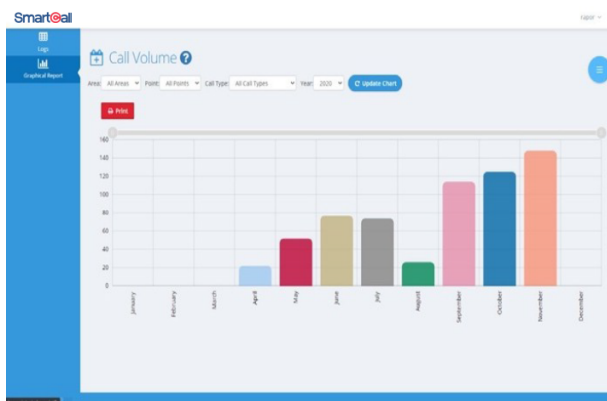 Smart@all
Logs
Graphical Report
Call Volume ?
Area: All Areas Point: All Points Call Type: All Call Types Year: 2020 Update Chart
Print
160
140
120
100
80
60
40
20
0
January
February
March
April
May
June
July
August
September
October
November
December